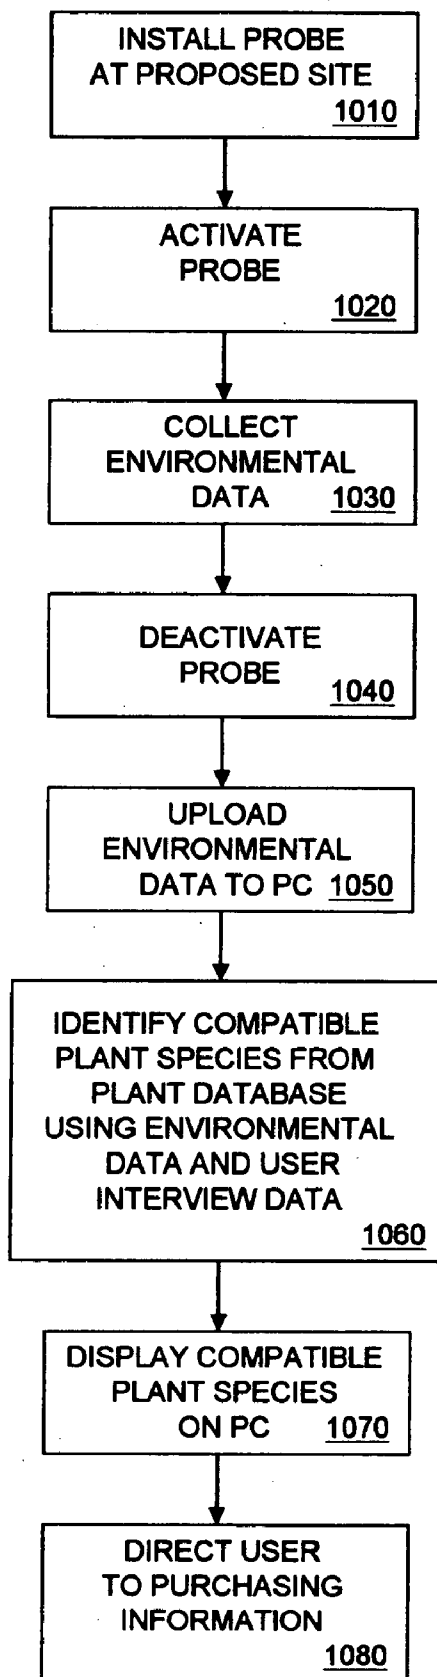 INSTALL PROBE
AT PROPOSED SITE
1010
ACTIVATE
PROBE
1020
COLLECT
ENVIRONMENTAL
DATA 1030
DEACTIVATE
PROBE
1040
UPLOAD
ENVIRONMENTAL
DATA TO PC 1050
IDENTIFY COMPATIBLE
PLANT SPECIES FROM
PLANT DATABASE
USING ENVIRONMENTAL
DATA AND USER
INTERVIEW DATA
1060
DISPLAY COMPATIBLE
PLANT SPECIES
ON PC 1070
DIRECT USER
TO PURCHASING
INFORMATION
1080